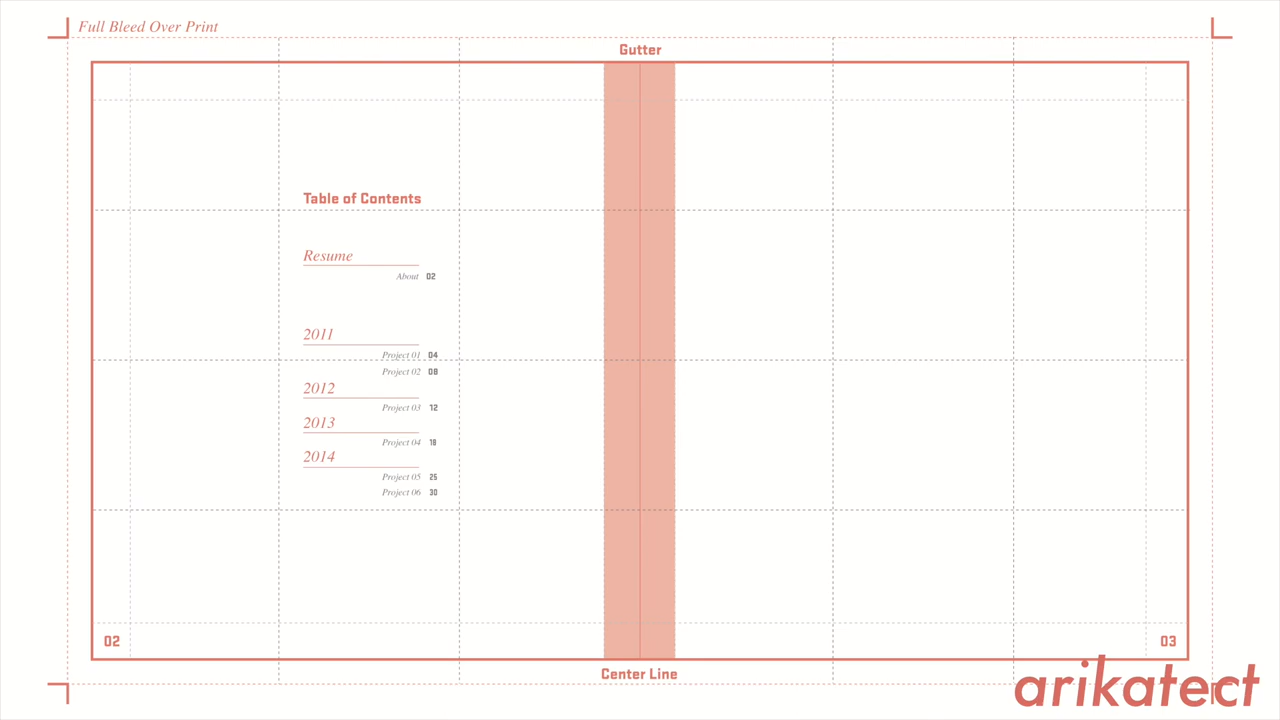 Full Bleed Over Print
Gutter
Table of Contents
Resume
About 02
2011
Project 01 04
Project 02 08
2012
Project 03 12
2013
Project 04 18
2014
Project 05 25
Project 06 30
02
03
Center Line
arikatect